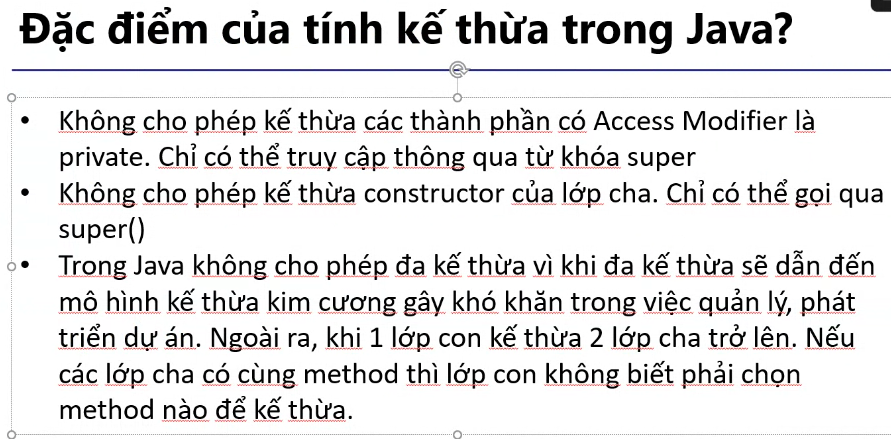 Đặc điểm của tính kế thừa trong Java?
• Không cho phép kế thừa các thành phần có Access Modifier là
private. Chỉ có thể truy cập thông qua từ khóa super
• Không cho phép kế thừa constructor của lớp cha. Chỉ có thể gọi qua
super()
• Trong Java không cho phép đa kế thừa vì khi đa kế thừa sẽ dẫn đến
mô hình kế thừa kim cương gây khó khăn trong việc quản lý, phát
triển dự án. Ngoài ra, khi 1 lớp con kế thừa 2 lớp cha trở lên. Nếu
các lớp cha có cùng method thì lớp con không biết phải chọn
method nào để kế thừa.